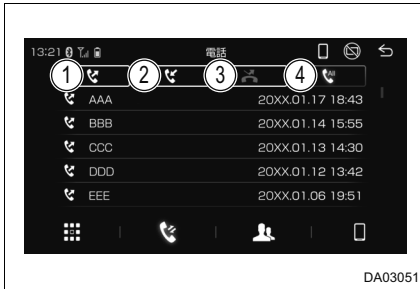 13:21 電話
1 2 3 4 All
AAA 20XX.01.17 18:43
BBB 20XX.01.14 15:55
CCC 20XX.01.13 14:30
DDD 20XX.01.12 13:42
EEE 20XX.01.06 19:51
DA03051